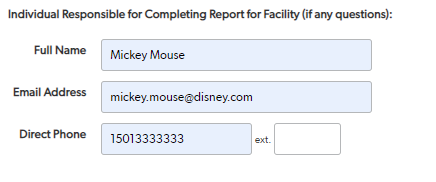 Individual Responsible for Completing Report for Facility (if any questions):
Full Name Mickey Mouse
Email Address mickey.mouse@disney.com
Direct Phone 15013333333 ext.